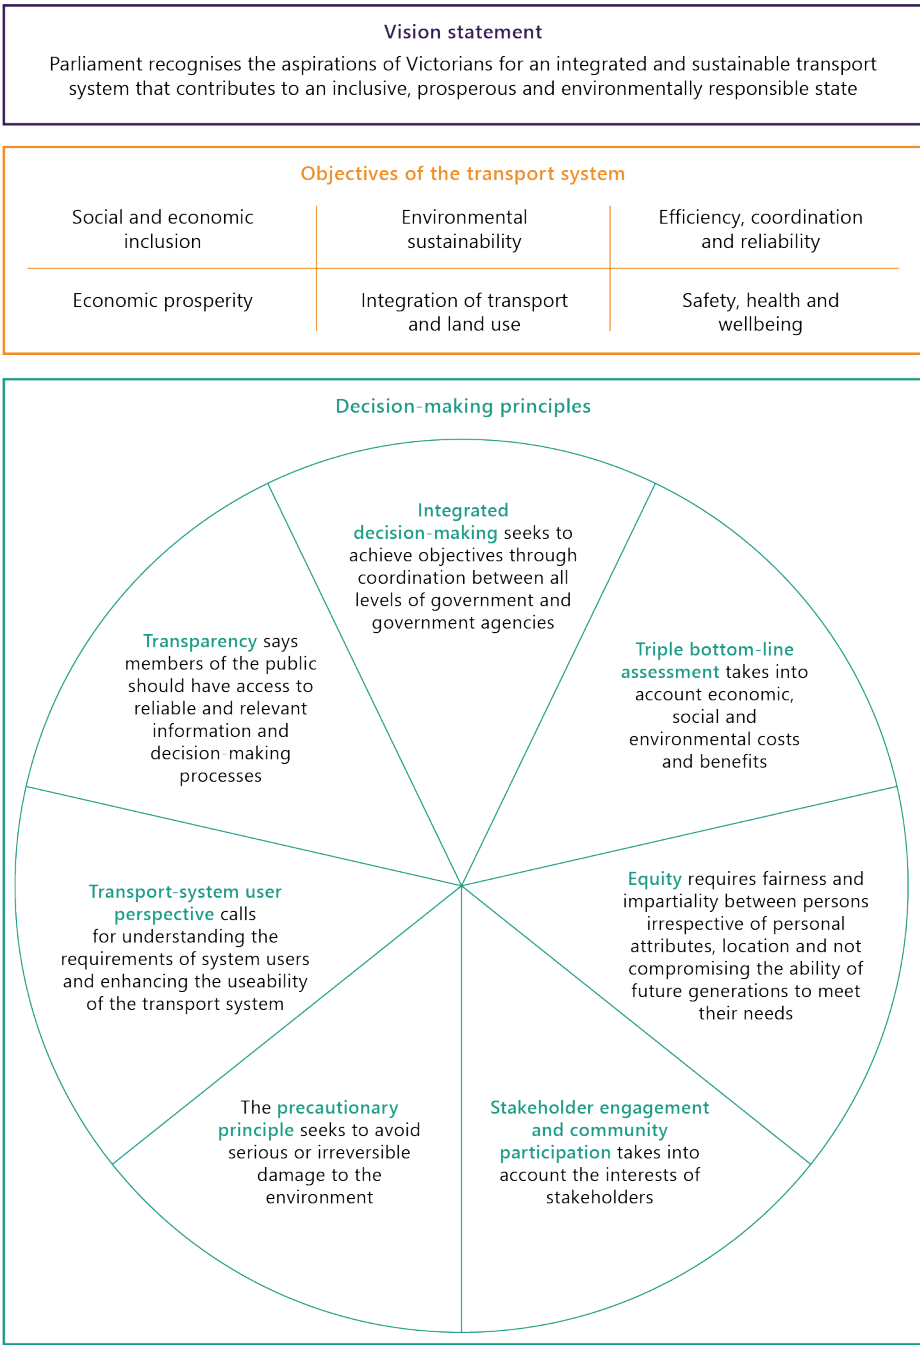 Vision statement
Parliament recognises the aspirations of Victorians for an integrated and sustainable transport
system that contributes to an inclusive, prosperous and environmentally responsible state
Objectives of the transport system
Social and economic
inclusion
Environmental
sustainability
Efficiency, coordination
and reliability
Economic prosperity
Integration of transport
and land use
Safety, health and
wellbeing
Decision-making principles
Integrated
decision-making seeks to
achieve objectives through
coordination between all
levels of government and
government agencies
Triple bottom-line
assessment takes into
account economic,
social and
environmental costs
and benefits
Equity requires fairness and
impartiality between persons
irrespective of personal
attributes, location and not
compromising the ability of
future generations to meet
their needs
Stakeholder engagement
and community
participation takes into
account the interests of
stakeholders
The precautionary
principle seeks to avoid
serious or irreversible
damage to the
environment
Transport-system user
perspective calls
for understanding the
requirements of system users
and enhancing the useability
of the transport system
Transparency says
members of the public
should have access to
reliable and relevant
information and
decision-making
processes